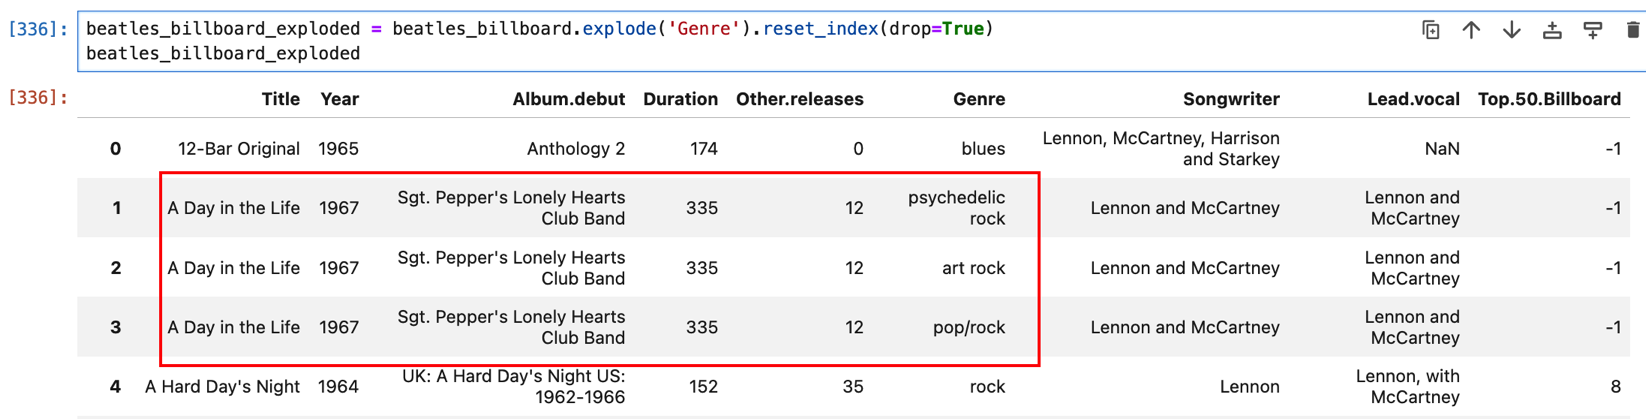 [336]: beatles_billboard_exploded = beatles_billboard.explode('Genre').reset_index(drop=True)
beatles_billboard_exploded
[336]: Title Year Album.debut Duration Other.releases Genre Songwriter Lead.vocal Top.50.Billboard
0 12-Bar Original 1965 Anthology 2 174 0 blues Lennon, McCartney, Harrison
and Starkey NaN -1
1 A Day in the Life 1967 Sgt. Pepper's Lonely Hearts
Club Band 335 12 psychedelic
rock Lennon and McCartney Lennon and
McCartney -1
2 A Day in the Life 1967 Sgt. Pepper's Lonely Hearts
Club Band 335 12 art rock Lennon and McCartney Lennon and
McCartney -1
3 A Day in the Life 1967 Sgt. Pepper's Lonely Hearts
Club Band 335 12 pop/rock Lennon and McCartney Lennon and
McCartney -1
4 A Hard Day's Night 1964 UK: A Hard Day's Night US:
1962-1966 152 35 rock Lennon Lennon, with
McCartney 8